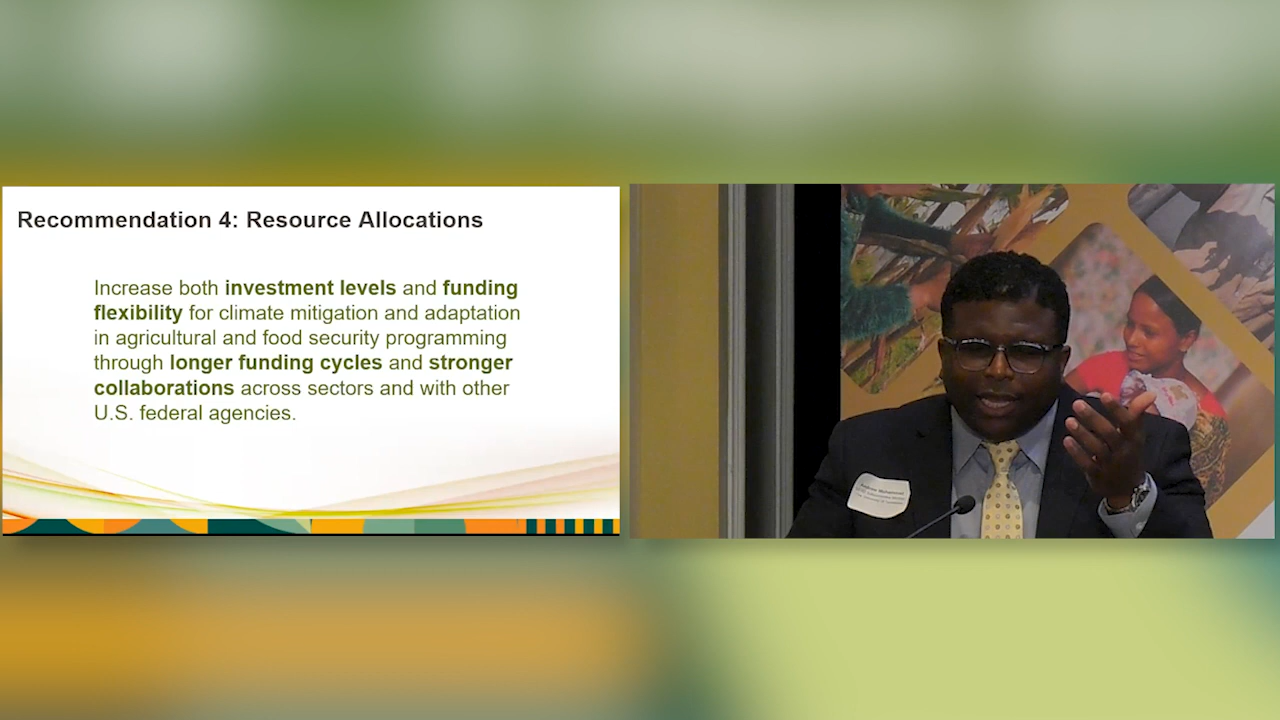 Recommendation 4: Resource Allocations
Increase both investment levels and funding
flexibility for climate mitigation and adaptation
in agricultural and food security programming
through longer funding cycles and stronger
collaborations across sectors and with other
U.S. federal agencies.